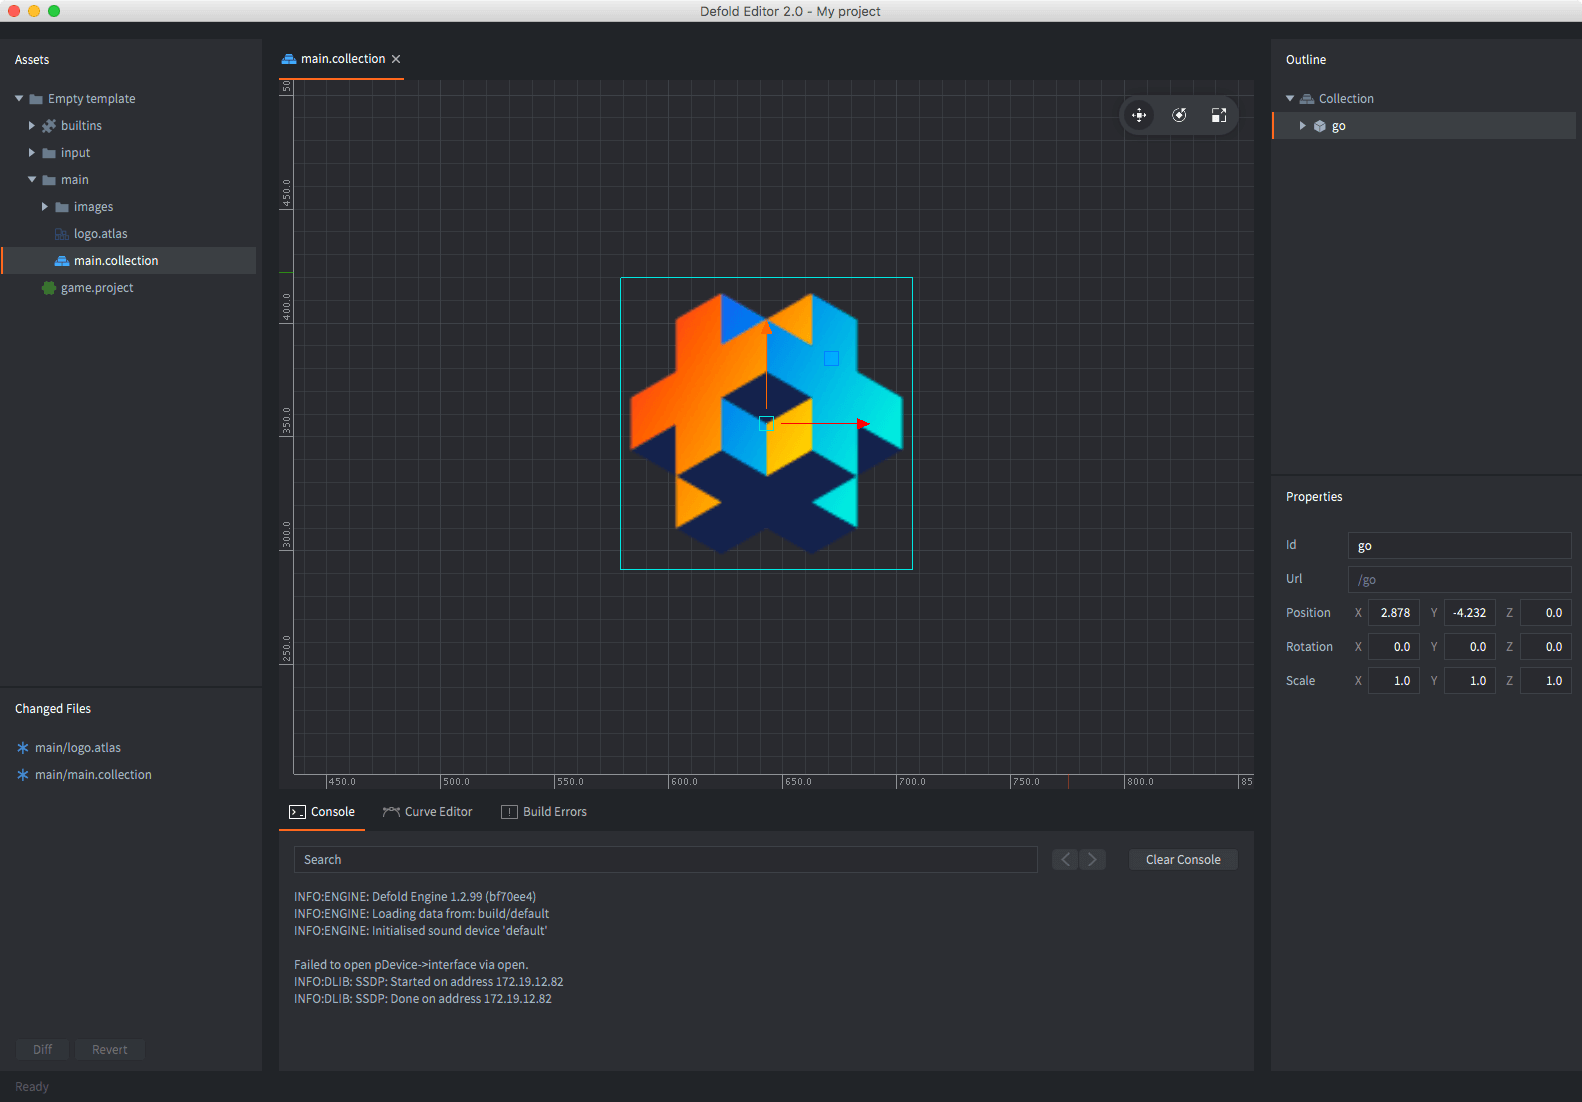 Defold Editor 2.0 - My project
Assets
Empty template
builtins
input
main
images
logo.atlas
main.collection
game.project
Changed Files
main/logo.atlas
main/main.collection
Diff Revert
Ready
main.collection
50
450.0
400.0
350.0
300.0
250.0
450.0 500.0 550.0 600.0 650.0 700.0 750.0 800.0 85
Console Curve Editor Build Errors
Search Clear Console
INFO:ENGINE: Defold Engine 1.2.99 (bf70ee4)
INFO:ENGINE: Loading data from: build/default
INFO:ENGINE: Initialised sound device 'default'
Failed to open pDevice->interface via open.
INFO:DLIB: SSDP: Started on address 172.19.12.82
INFO:DLIB: SSDP: Done on address 172.19.12.82
Outline
Collection
go
Properties
Id go
Url /go
Position X 2.878 Y -4.232 Z 0.0
Rotation X 0.0 Y 0.0 Z 0.0
Scale X 1.0 Y 1.0 Z 1.0